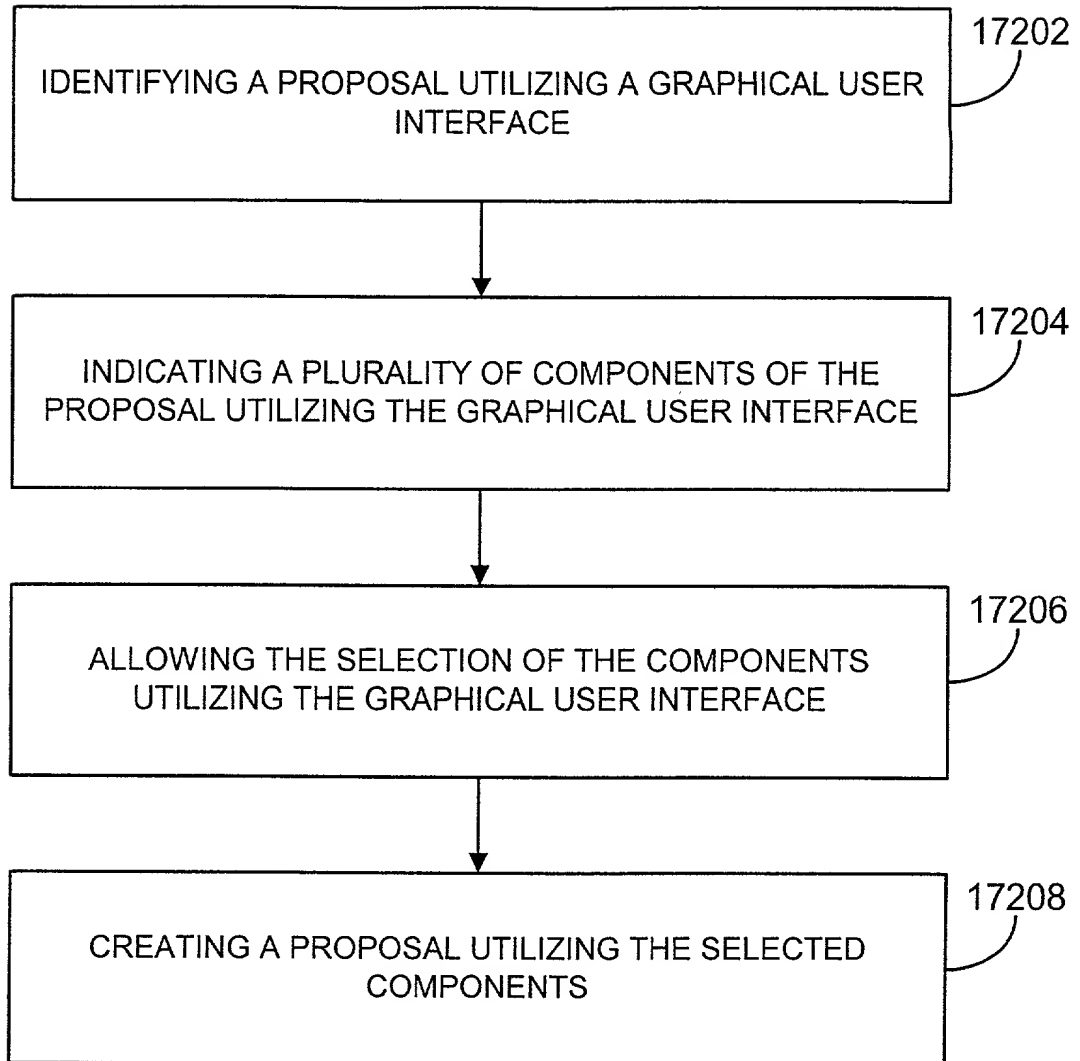 17202
IDENTIFYING A PROPOSAL UTILIZING A GRAPHICAL USER
INTERFACE
17204
INDICATING A PLURALITY OF COMPONENTS OF THE
PROPOSAL UTILIZING THE GRAPHICAL USER INTERFACE
17206
ALLOWING THE SELECTION OF THE COMPONENTS
UTILIZING THE GRAPHICAL USER INTERFACE
17208
CREATING A PROPOSAL UTILIZING THE SELECTED
COMPONENTS